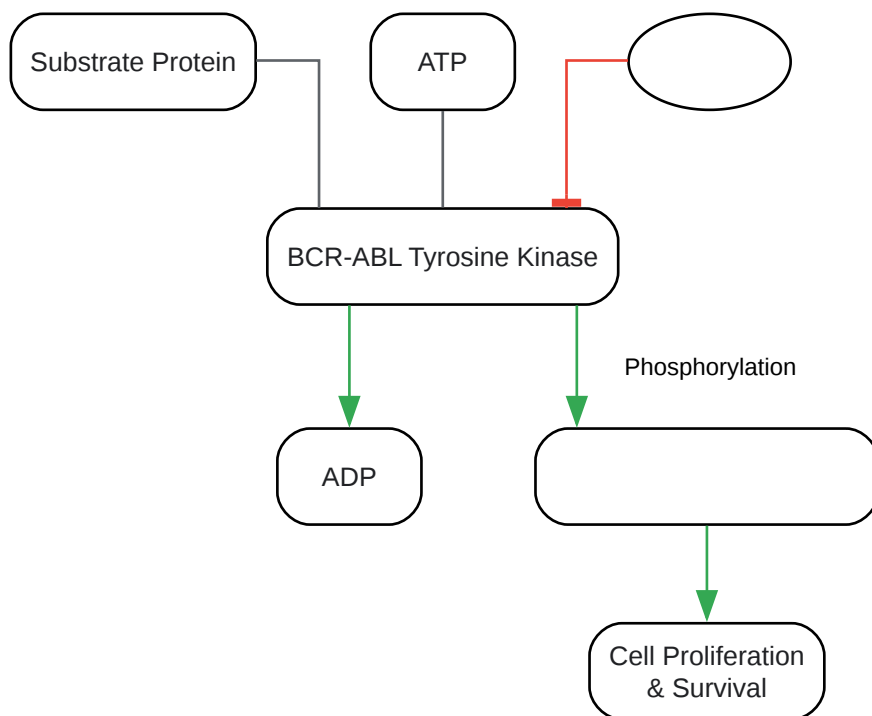 Substrate Protein
ATP
BCR-ABL Tyrosine Kinase
Phosphorylation
ADP
Cell Proliferation
& Survival